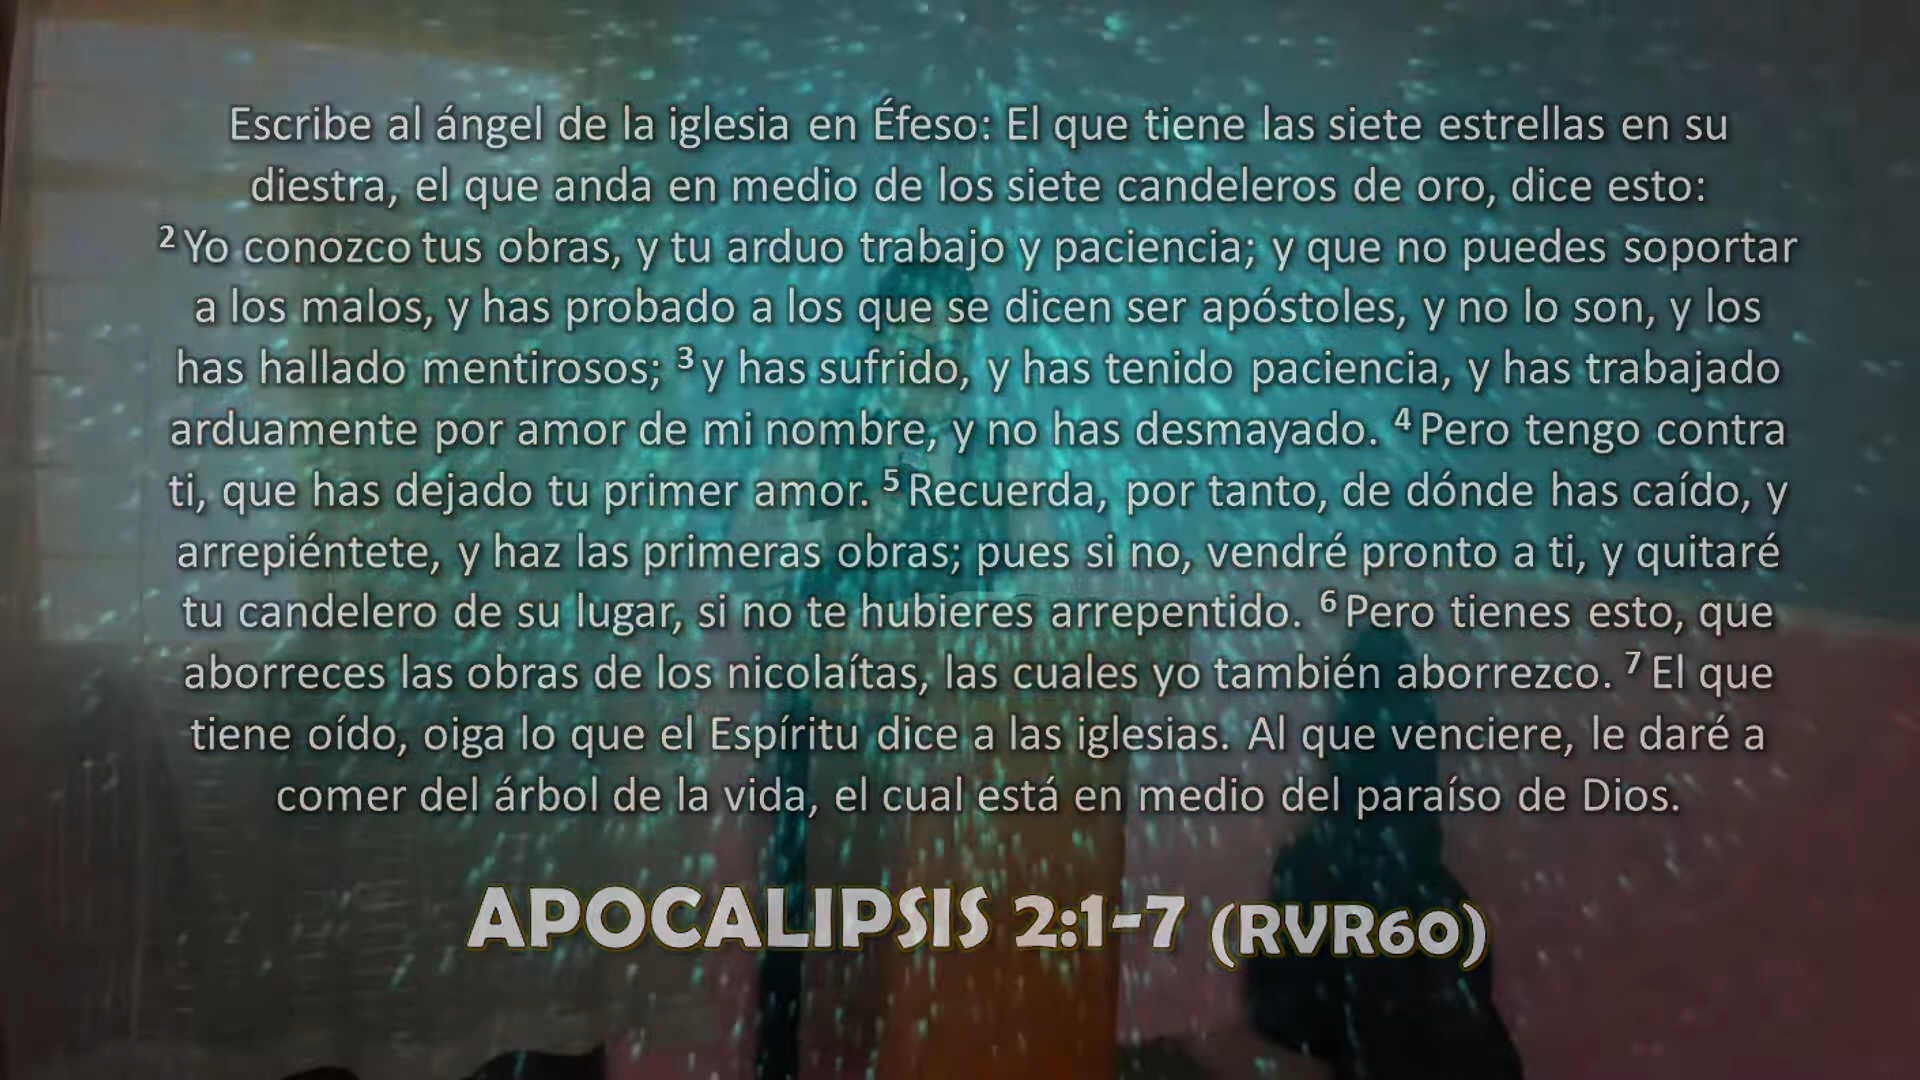 Escribe al ángel de la iglesia en Éfeso: El que tiene las siete estrellas en su
diestra, el que anda en medio de los siete candeleros de oro, dice esto:
² Yo conozco tus obras, y tu arduo trabajo y paciencia; y que no puedes soportar
a los malos, y has probado a los que se dicen ser apóstoles, y no lo son, y los
has hallado mentirosos; ³ y has sufrido, y has tenido paciencia, y has trabajado
arduamente por amor de mi nombre, y no has desmayado. ⁴ Pero tengo contra
ti, que has dejado tu primer amor. ⁵ Recuerda, por tanto, de dónde has caído, y
arrepiéntete, y haz las primeras obras; pues si no, vendré pronto a ti, y quitaré
tu candelero de su lugar, si no te hubieres arrepentido. ⁶ Pero tienes esto, que
aborreces las obras de los nicolaítas, las cuales yo también aborrezco. ⁷ El que
tiene oído, oiga lo que el Espíritu dice a las iglesias. Al que venciere, le daré a
comer del árbol de la vida, el cual está en medio del paraíso de Dios.
APOCALIPSIS 2:1-7 (RVR60)